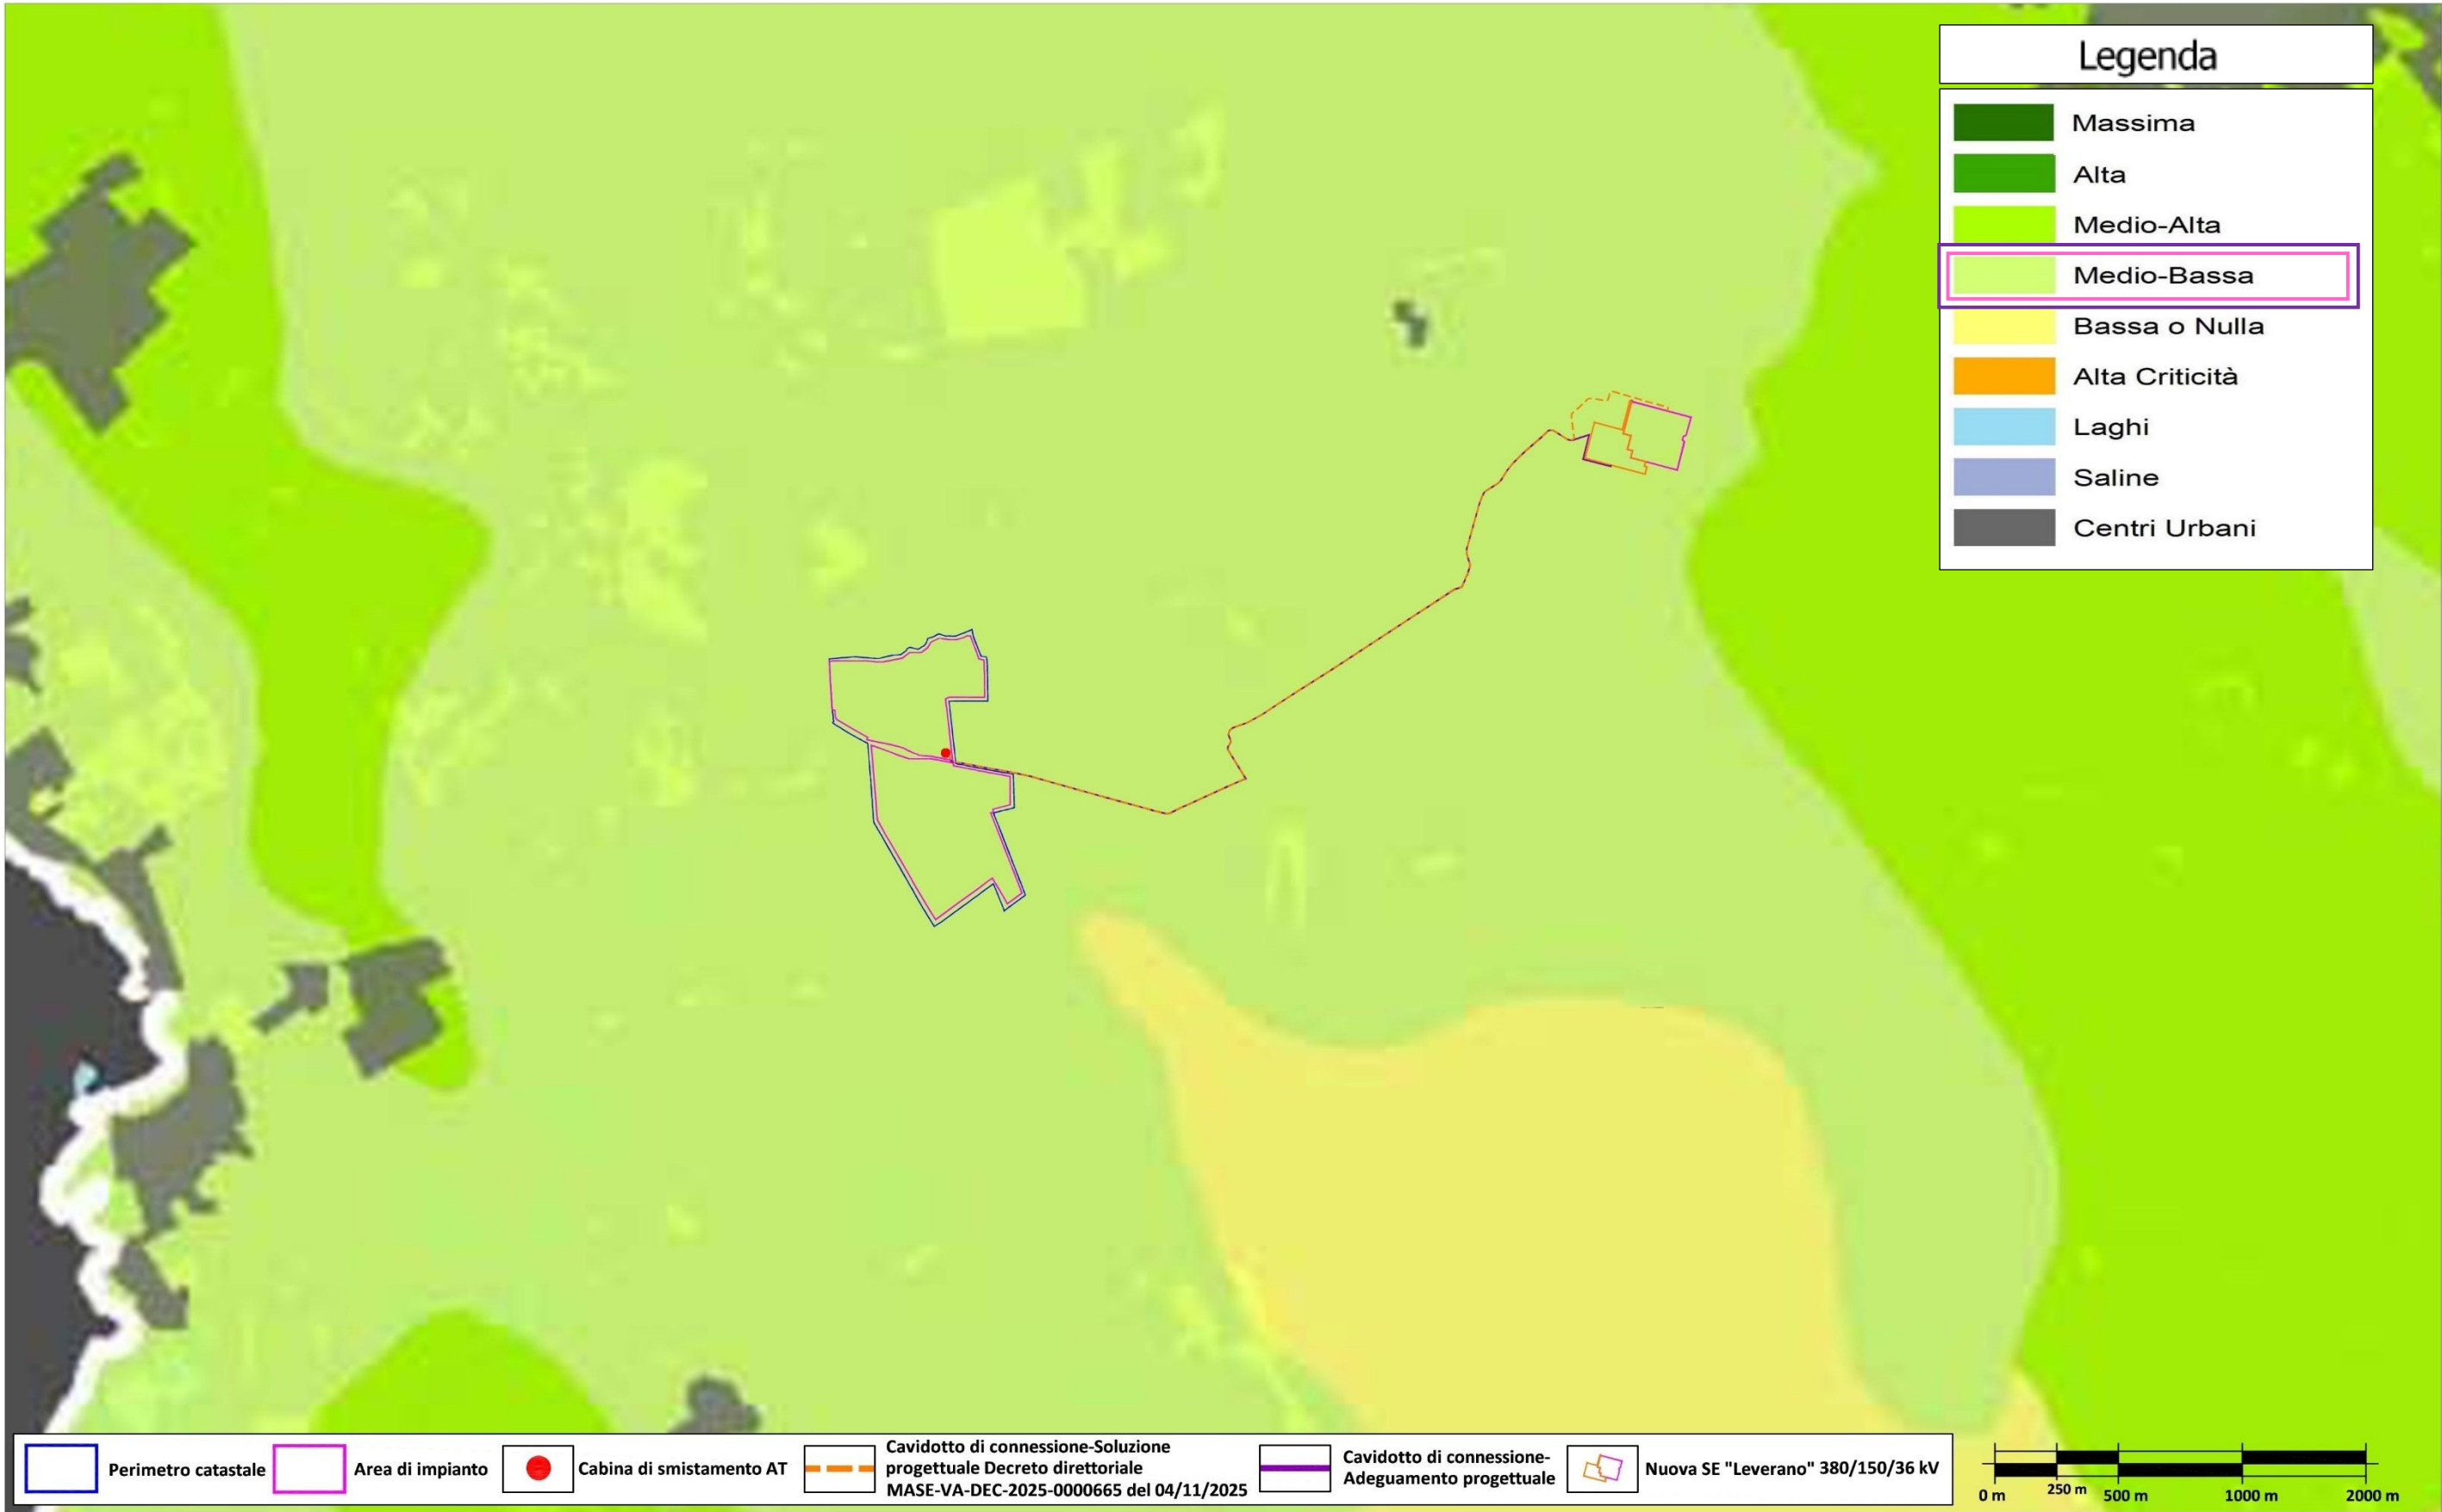 Legenda
Massima
Alta
Medio-Alta
Medio-Bassa
Bassa o Nulla
Alta Criticità
Laghi
Saline
Centri Urbani
Perimetro catastale
Area di impianto
Cabina di smistamento AT
Cavidotto di connessione-Soluzione
progettuale Decreto direttoriale
MASE-VA-DEC-2025-0000665 del 04/11/2025
Cavidotto di connessione-
Adeguamento progettuale
Nuova SE "Leverano" 380/150/36 kV
0 m 250 m 500 m 1000 m 2000 m